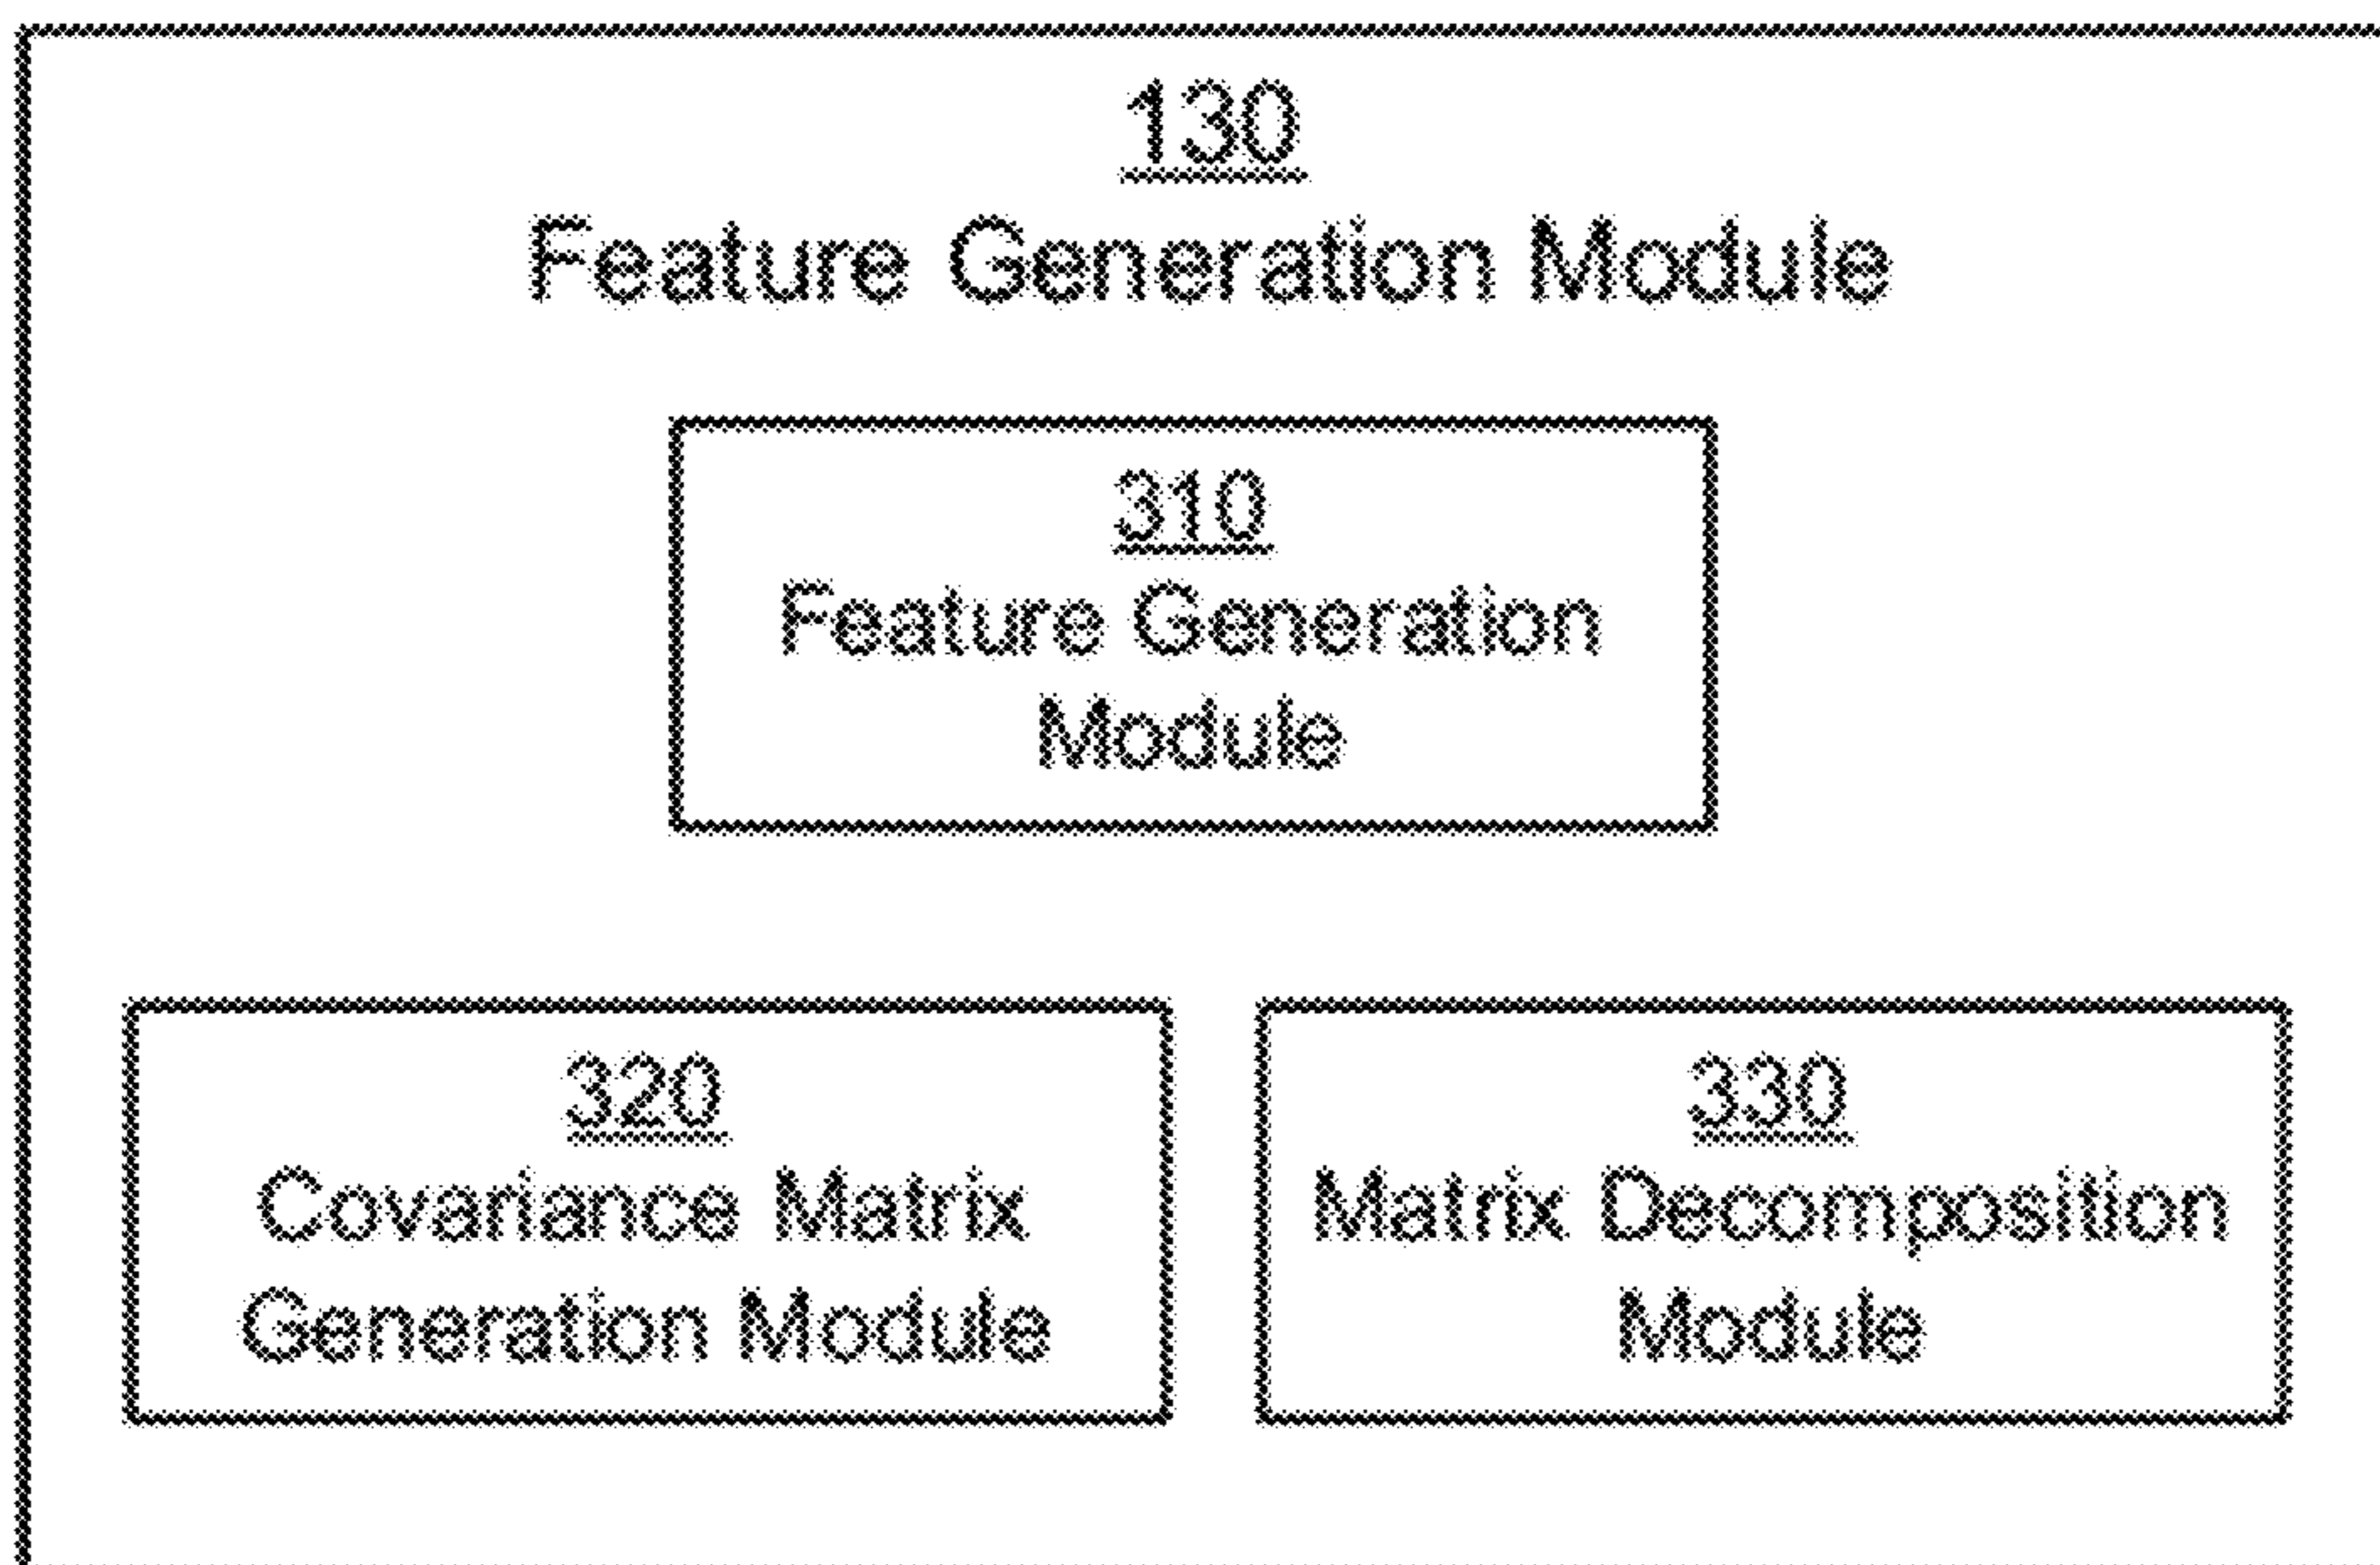 130
Feature Generation Module
310
Feature Generation
Module
320
Covariance Matrix
Generation Module
330
Matrix Decomposition
Module